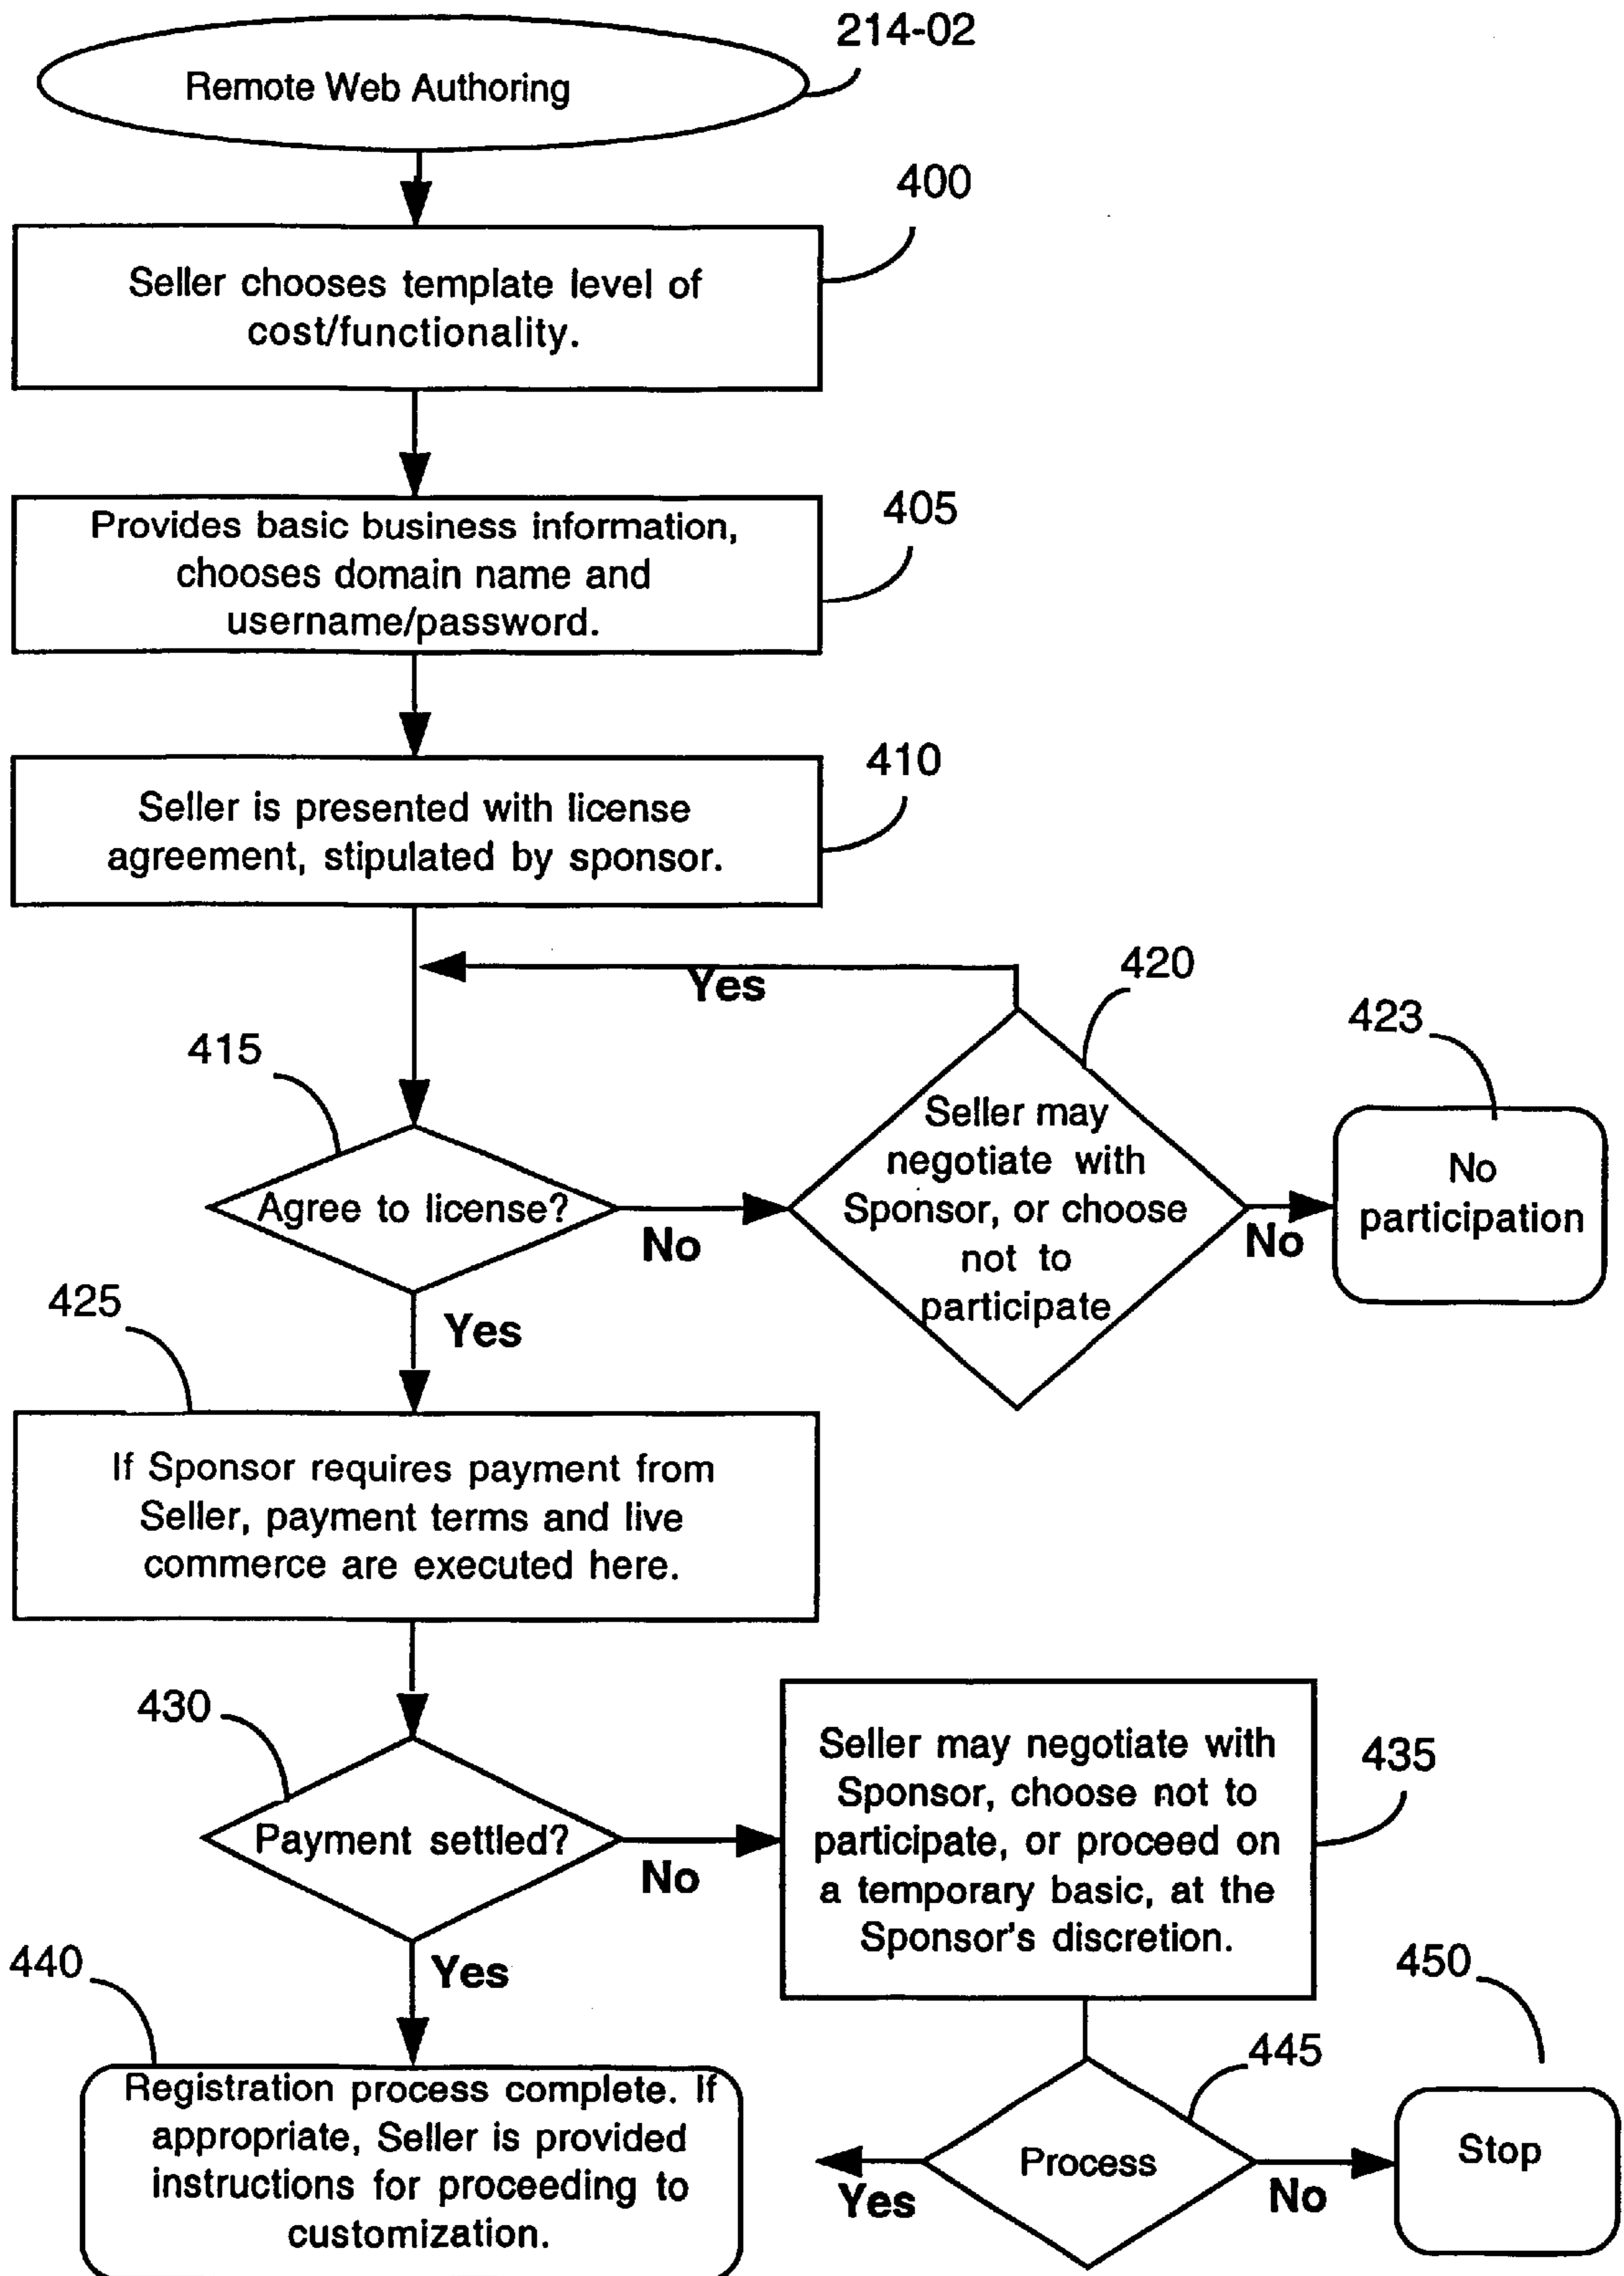 214-02
Remote Web Authoring
400
Seller chooses template level of
cost/functionality.
405
Provides basic business information,
chooses domain name and
username/password.
410
Seller is presented with license
agreement, stipulated by sponsor.
Yes
420
423
415
Seller may
negotiate with
Sponsor, or choose
not to
participate
No
participation
Agree to license?
No
No
425
Yes
If Sponsor requires payment from
Seller, payment terms and live
commerce are executed here.
430
Payment settled?
No
Seller may negotiate with
Sponsor, choose not to
participate, or proceed on
a temporary basic, at the
Sponsor's discretion.
435
440
Yes
450
445
Registration process complete. If
appropriate, Seller is provided
instructions for proceeding to
customization.
Process
Yes
No
Stop